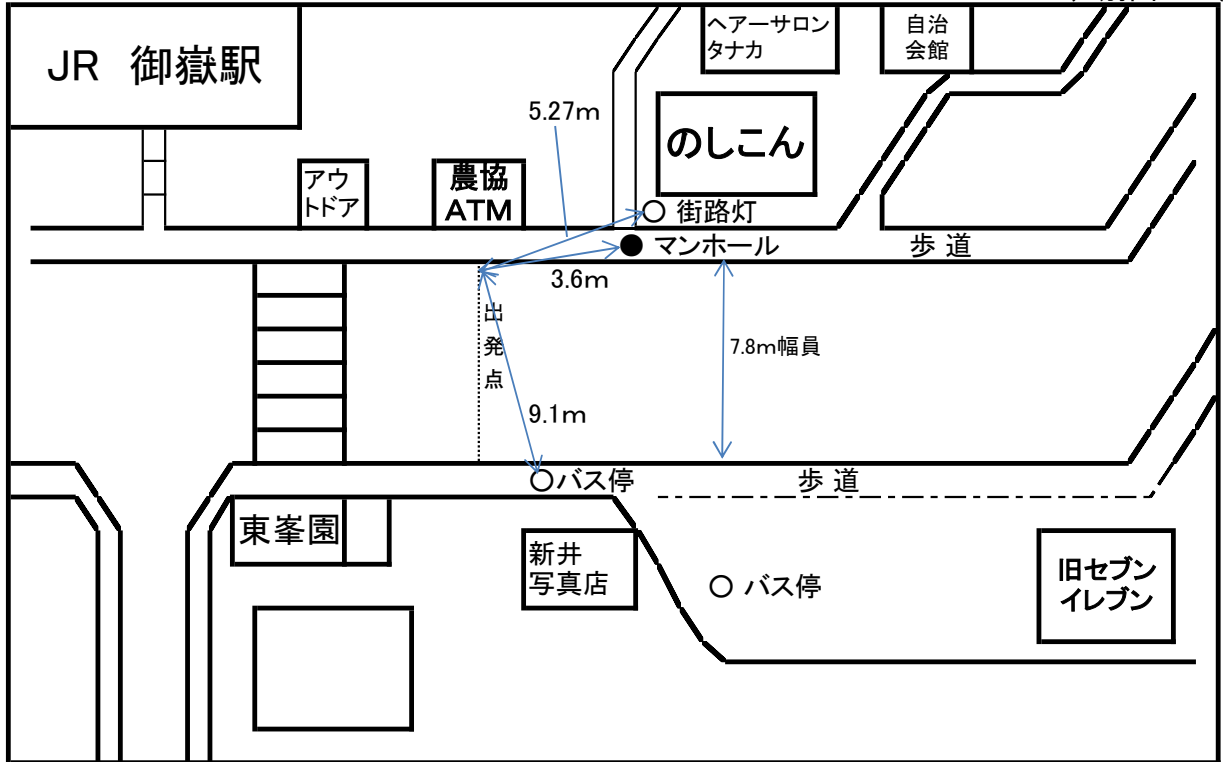 JR 御嶽駅
ヘアーサロン
タナカ
自治
会館
5.27m
のしこん
アウ
トドア
農協
ATM
街路灯
マンホール
歩 道
3.6m
出
発
点
7.8m幅員
9.1m
バス停
歩 道
東峯園
新井
写真店
バス停
旧セブン
イレブン